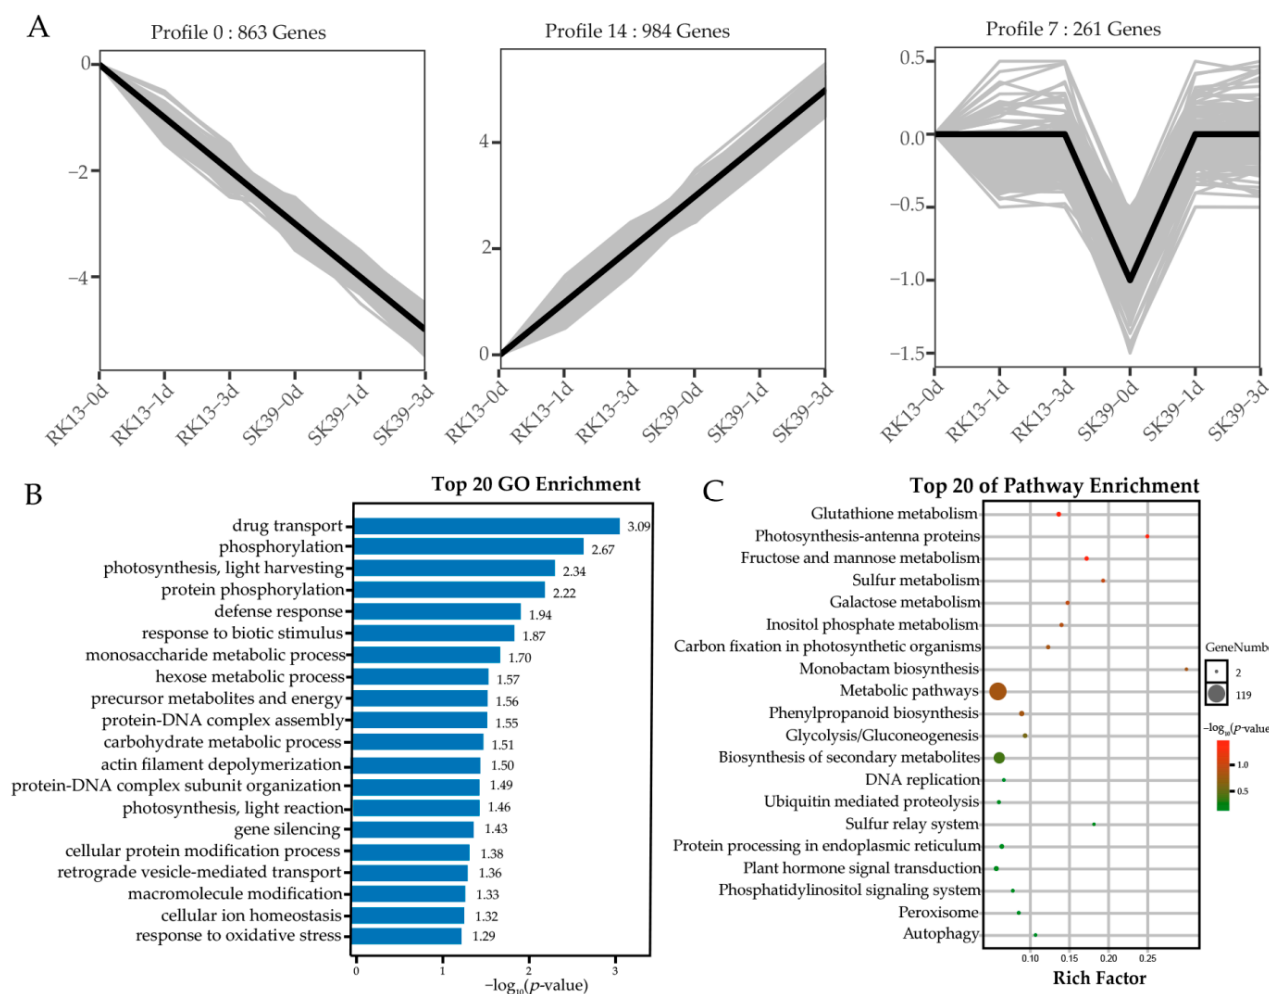 A
Profile 0 : 863 Genes
Profile 14 : 984 Genes
Profile 7 : 261 Genes
0
−2
−4
RK13−0d
RK13−1d
RK13−3d
SK39−0d
SK39−1d
SK39−3d
4
2
0
RK13−0d
RK13−1d
RK13−3d
SK39−0d
SK39−1d
SK39−3d
0.5
0.0
−0.5
−1.0
−1.5
RK13−0d
RK13−1d
RK13−3d
SK39−0d
SK39−1d
SK39−3d
B
Top 20 GO Enrichment
drug transport 3.09
phosphorylation 2.67
photosynthesis, light harvesting 2.34
protein phosphorylation 2.22
defense response 1.94
response to biotic stimulus 1.87
monosaccharide metabolic process 1.70
hexose metabolic process 1.57
precursor metabolites and energy 1.56
protein-DNA complex assembly 1.55
carbohydrate metabolic process 1.51
actin filament depolymerization 1.50
protein-DNA complex subunit organization 1.49
photosynthesis, light reaction 1.46
gene silencing 1.43
cellular protein modification process 1.38
retrograde vesicle-mediated transport 1.36
macromolecule modification 1.33
cellular ion homeostasis 1.32
response to oxidative stress 1.29
0 1 2 3
−log₁₀(p-value)
C
Top 20 of Pathway Enrichment
Glutathione metabolism
Photosynthesis-antenna proteins
Fructose and mannose metabolism
Sulfur metabolism
Galactose metabolism
Inositol phosphate metabolism
Carbon fixation in photosynthetic organisms
Monobactam biosynthesis
Metabolic pathways
Phenylpropanoid biosynthesis
Glycolysis/Gluconeogenesis
Biosynthesis of secondary metabolites
DNA replication
Ubiquitin mediated proteolysis
Sulfur relay system
Protein processing in endoplasmic reticulum
Plant hormone signal transduction
Phosphatidylinositol signaling system
Peroxisome
Autophagy
0.10 0.15 0.20 0.25
Rich Factor
GeneNumbe
2
119
−log₁₀(p-value
1.0
0.5